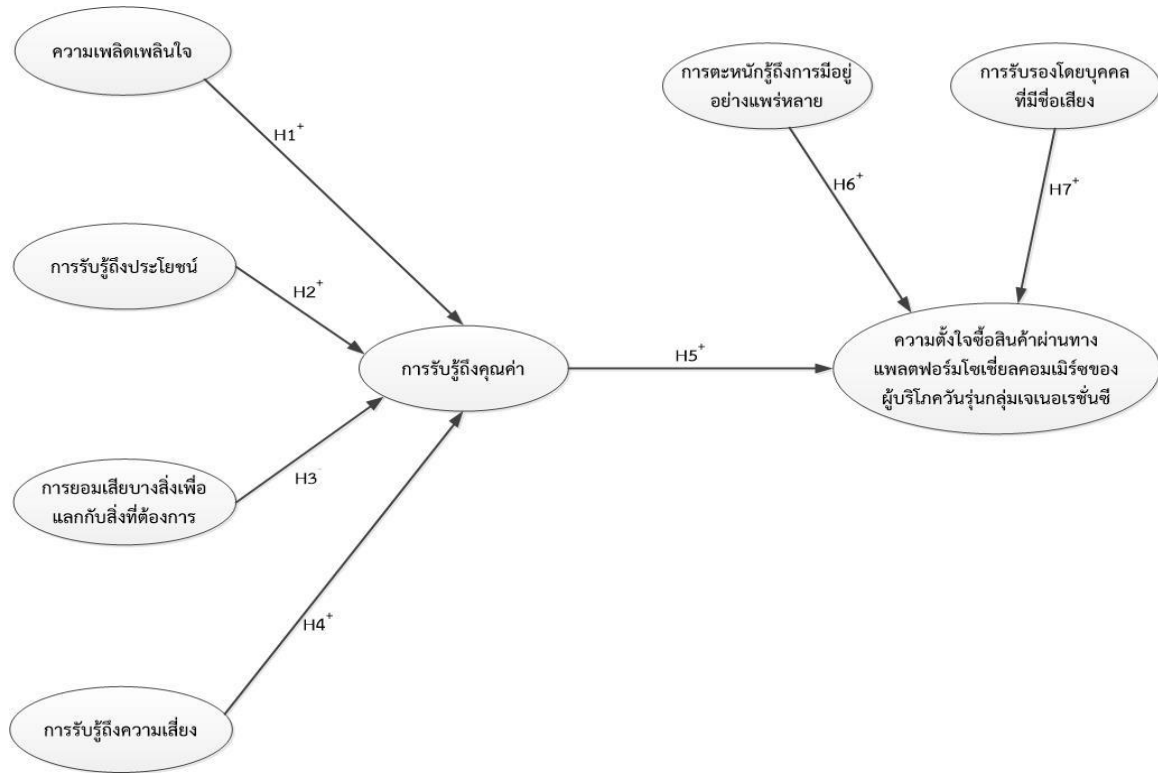 ความเพลิดเพลินใจ
การตระหนักรู้ถึงการมีอยู่
อย่างแพร่หลาย
การรับรองโดยบุคคล
ที่มีชื่อเสียง
H1+
H6+
H7+
การรับรู้ถึงประโยชน์
H2+
การรับรู้ถึงคุณค่า
H5+
ความตั้งใจซื้อสินค้าผ่านทาง
แพลตฟอร์มโซเชี่ยลคอมเมิร์ซของ
ผู้บริโภควันรุ่นกลุ่มเจเนอเรชั่นซี
การยอมเสียบางสิ่งเพื่อ
แลกกับสิ่งที่ต้องการ
H3
H4+
การรับรู้ถึงความเสี่ยง